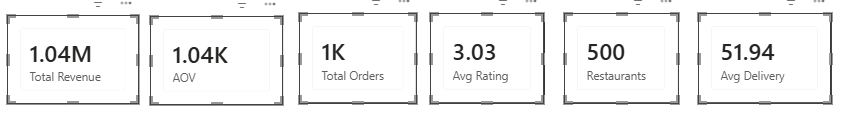 1.04M
Total Revenue
1.04K
AOV
1K
Total Orders
3.03
Avg Rating
500
Restaurants
51.94
Avg Delivery